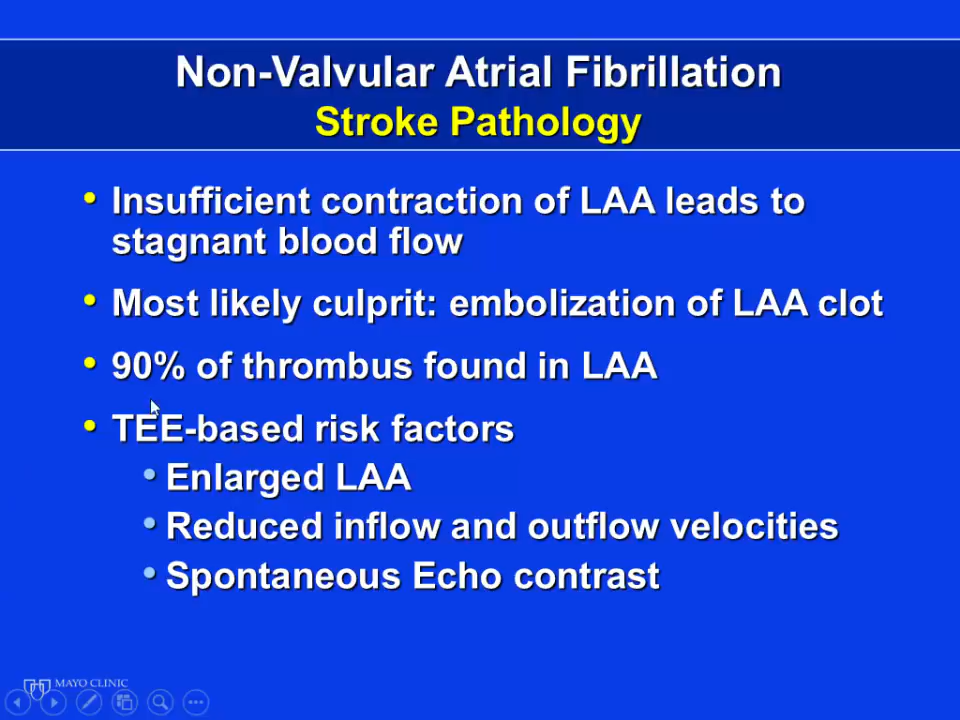 Non-Valvular Atrial Fibrillation
Stroke Pathology
• Insufficient contraction of LAA leads to
stagnant blood flow
• Most likely culprit: embolization of LAA clot
• 90% of thrombus found in LAA
• TEE-based risk factors
• Enlarged LAA
• Reduced inflow and outflow velocities
• Spontaneous Echo contrast
MAYO CLINIC